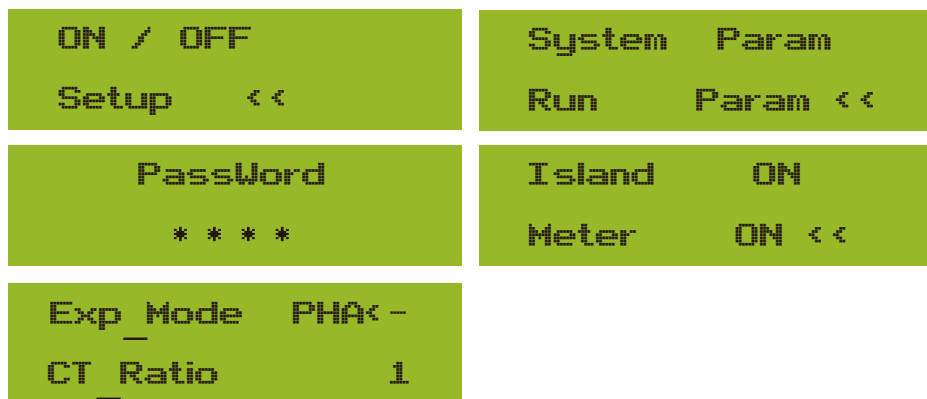 ON / OFF
Setup <<
System Param
Run Param <<
PassWord
* * * *
Island ON
Meter ON <<
Exp_Mode PHA<-
CT_Ratio 1